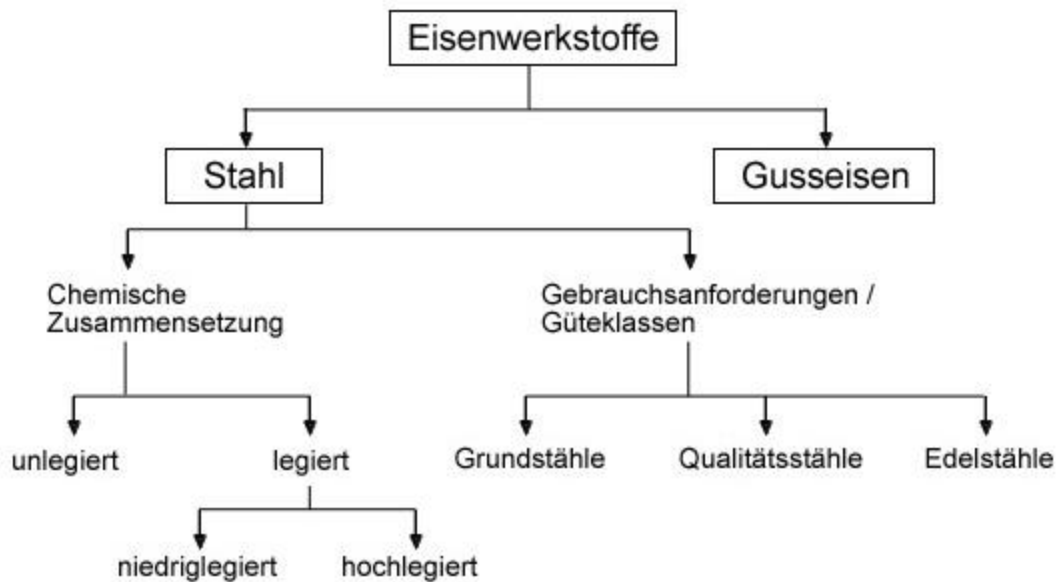 Eisenwerkstoffe
Stahl
Gusseisen
Chemische
Zusammensetzung
Gebrauchsanforderungen /
Güteklassen
unlegiert
legiert
Grundstähle
Qualitätsstähle
Edelstähle
niedriglegiert
hochlegiert